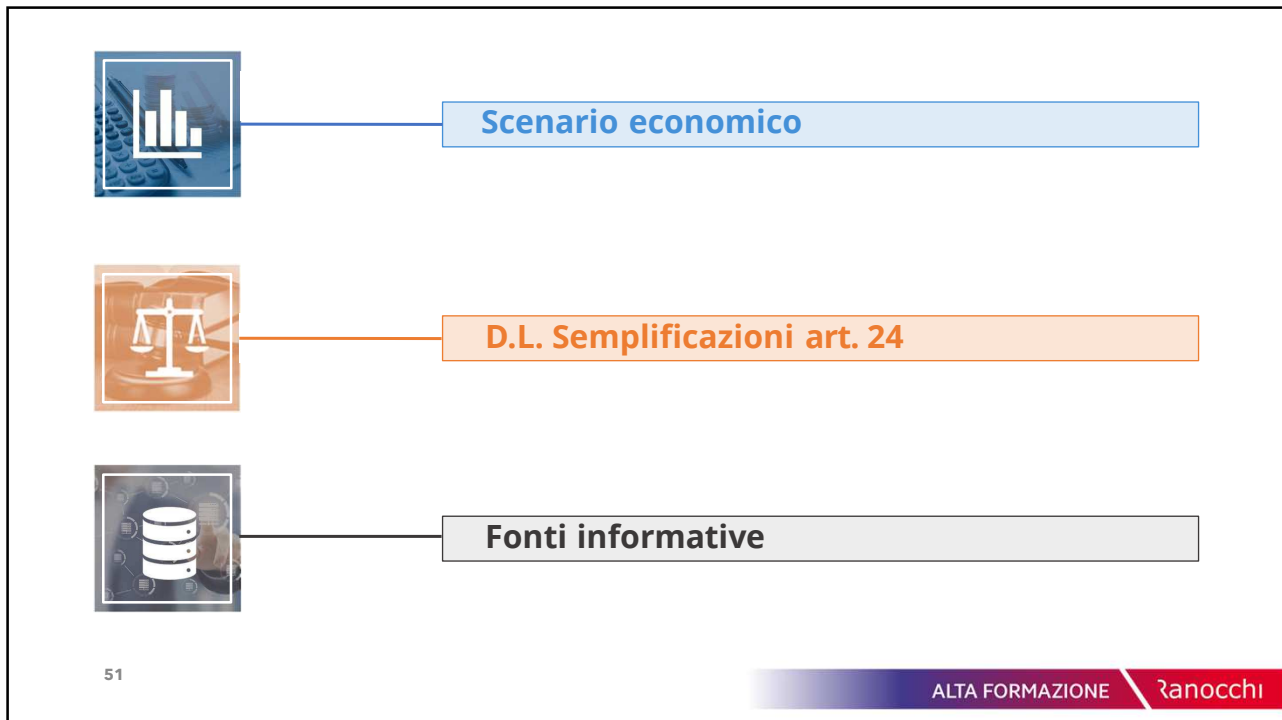 Scenario economico
D.L. Semplificazioni art. 24
Fonti informative
51
ALTA FORMAZIONE Ranocchi